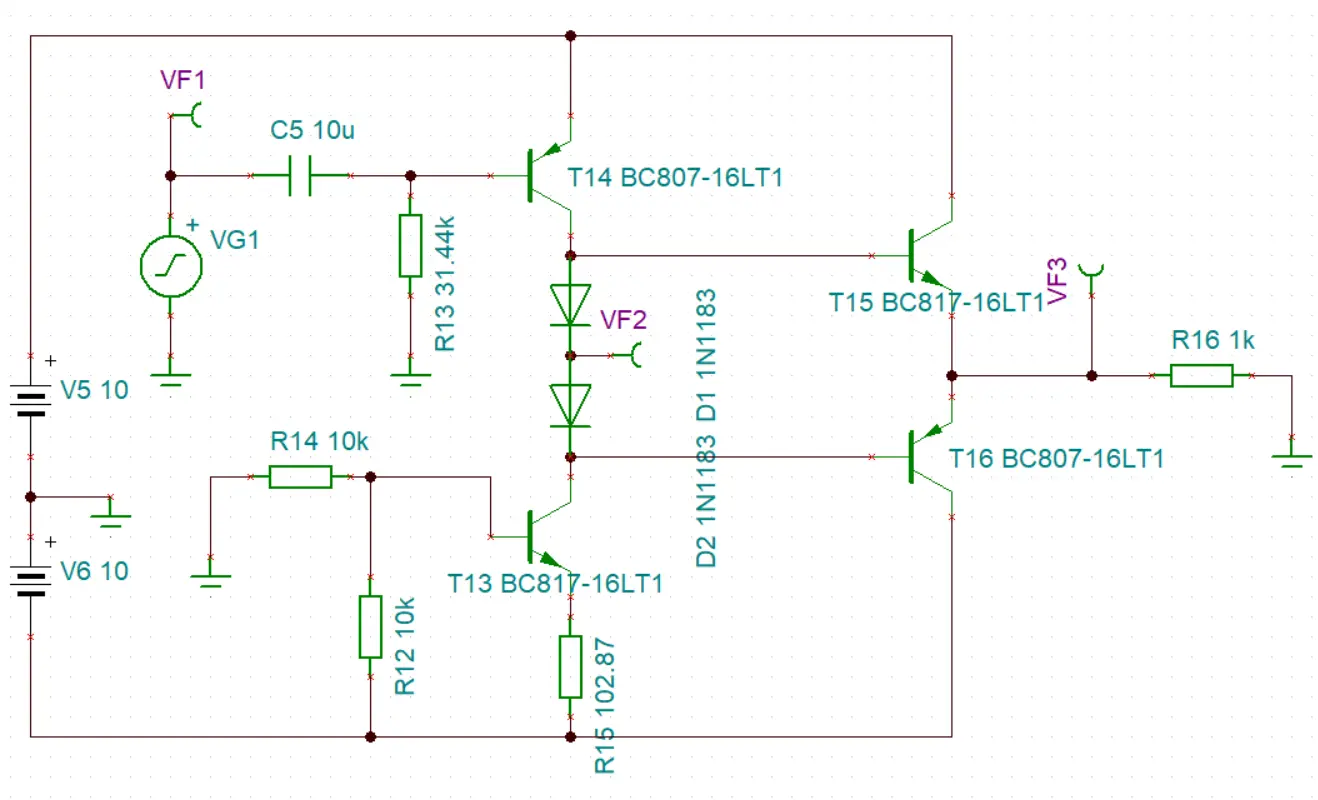 VF1
C5 10u
T14 BC807-16LT1
+
VG1
R13 31.44k
VF2
D1 1N1183
T15 BC817-16LT1
VF3
R16 1k
+
V5 10
R14 10k
D2 1N1183
T16 BC807-16LT1
+
V6 10
T13 BC817-16LT1
R12 10k
R15 102.87